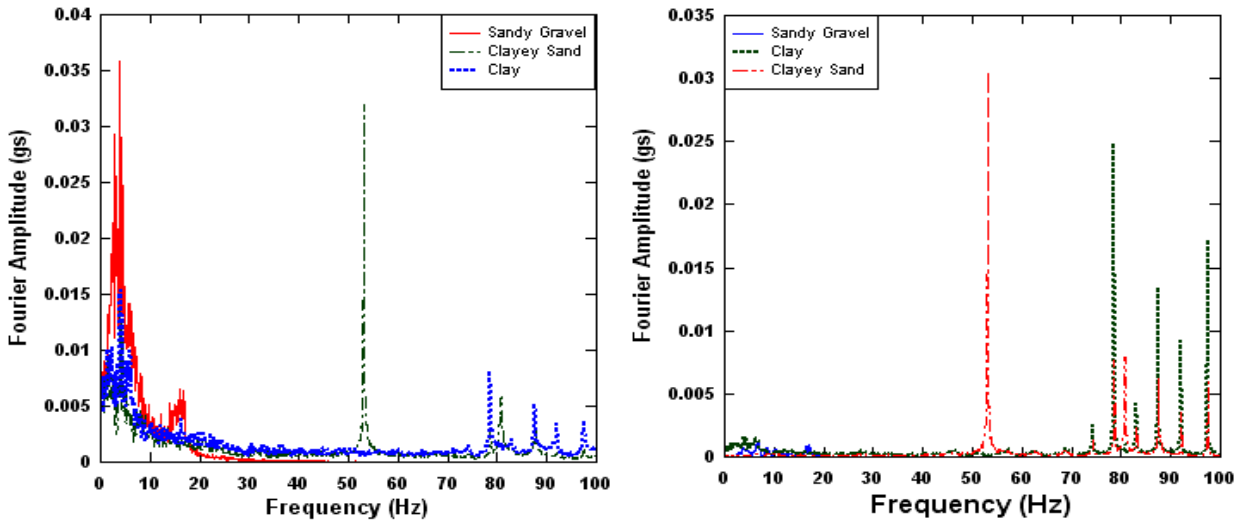 0.04
0.035
0.03
0.025
0.02
0.015
0.01
0.005
0
Fourier Amplitude (gs)
0 10 20 30 40 50 60 70 80 90 100
Frequency (Hz)
Sandy Gravel
Clayey Sand
Clay
0.035
0.03
0.025
0.02
0.015
0.01
0.005
0
Fourier Amplitude (gs)
0 10 20 30 40 50 60 70 80 90 100
Frequency (Hz)
Sandy Gravel
Clay
Clayey Sand